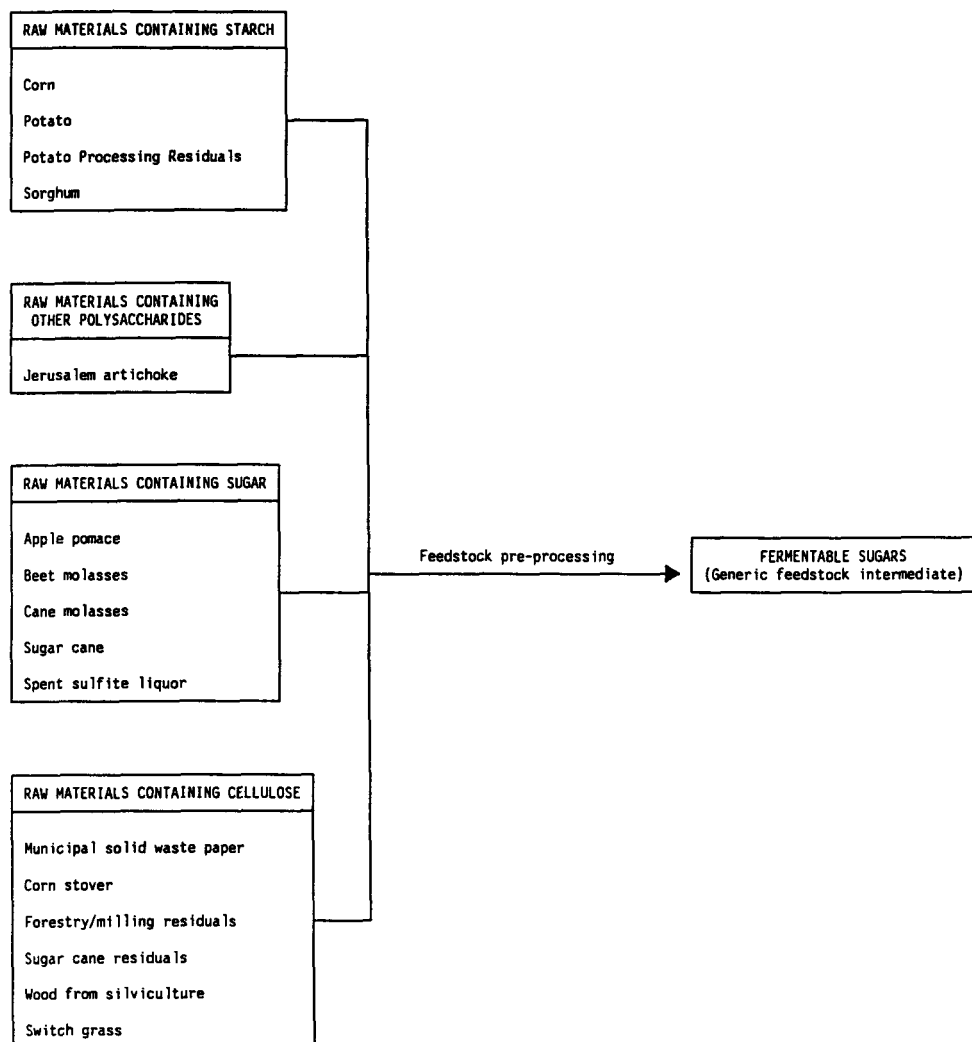 RAW MATERIALS CONTAINING STARCH
Corn
Potato
Potato Processing Residuals
Sorghum
RAW MATERIALS CONTAINING
OTHER POLYSACCHARIDES
Jerusalem artichoke
RAW MATERIALS CONTAINING SUGAR
Apple pomace
Beet molasses
Cane molasses
Sugar cane
Spent sulfite liquor
RAW MATERIALS CONTAINING CELLULOSE
Municipal solid waste paper
Corn stover
Forestry/milling residuals
Sugar cane residuals
Wood from silviculture
Switch grass
Feedstock pre-processing
FERMENTABLE SUGARS
(Generic feedstock intermediate)